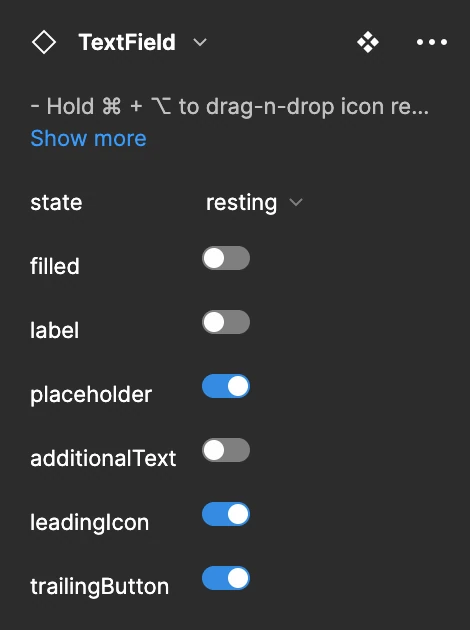 TextField
- Hold ⌘ + ⌥ to drag-n-drop icon re...
Show more
state resting
filled
label
placeholder
additionalText
leadingIcon
trailingButton